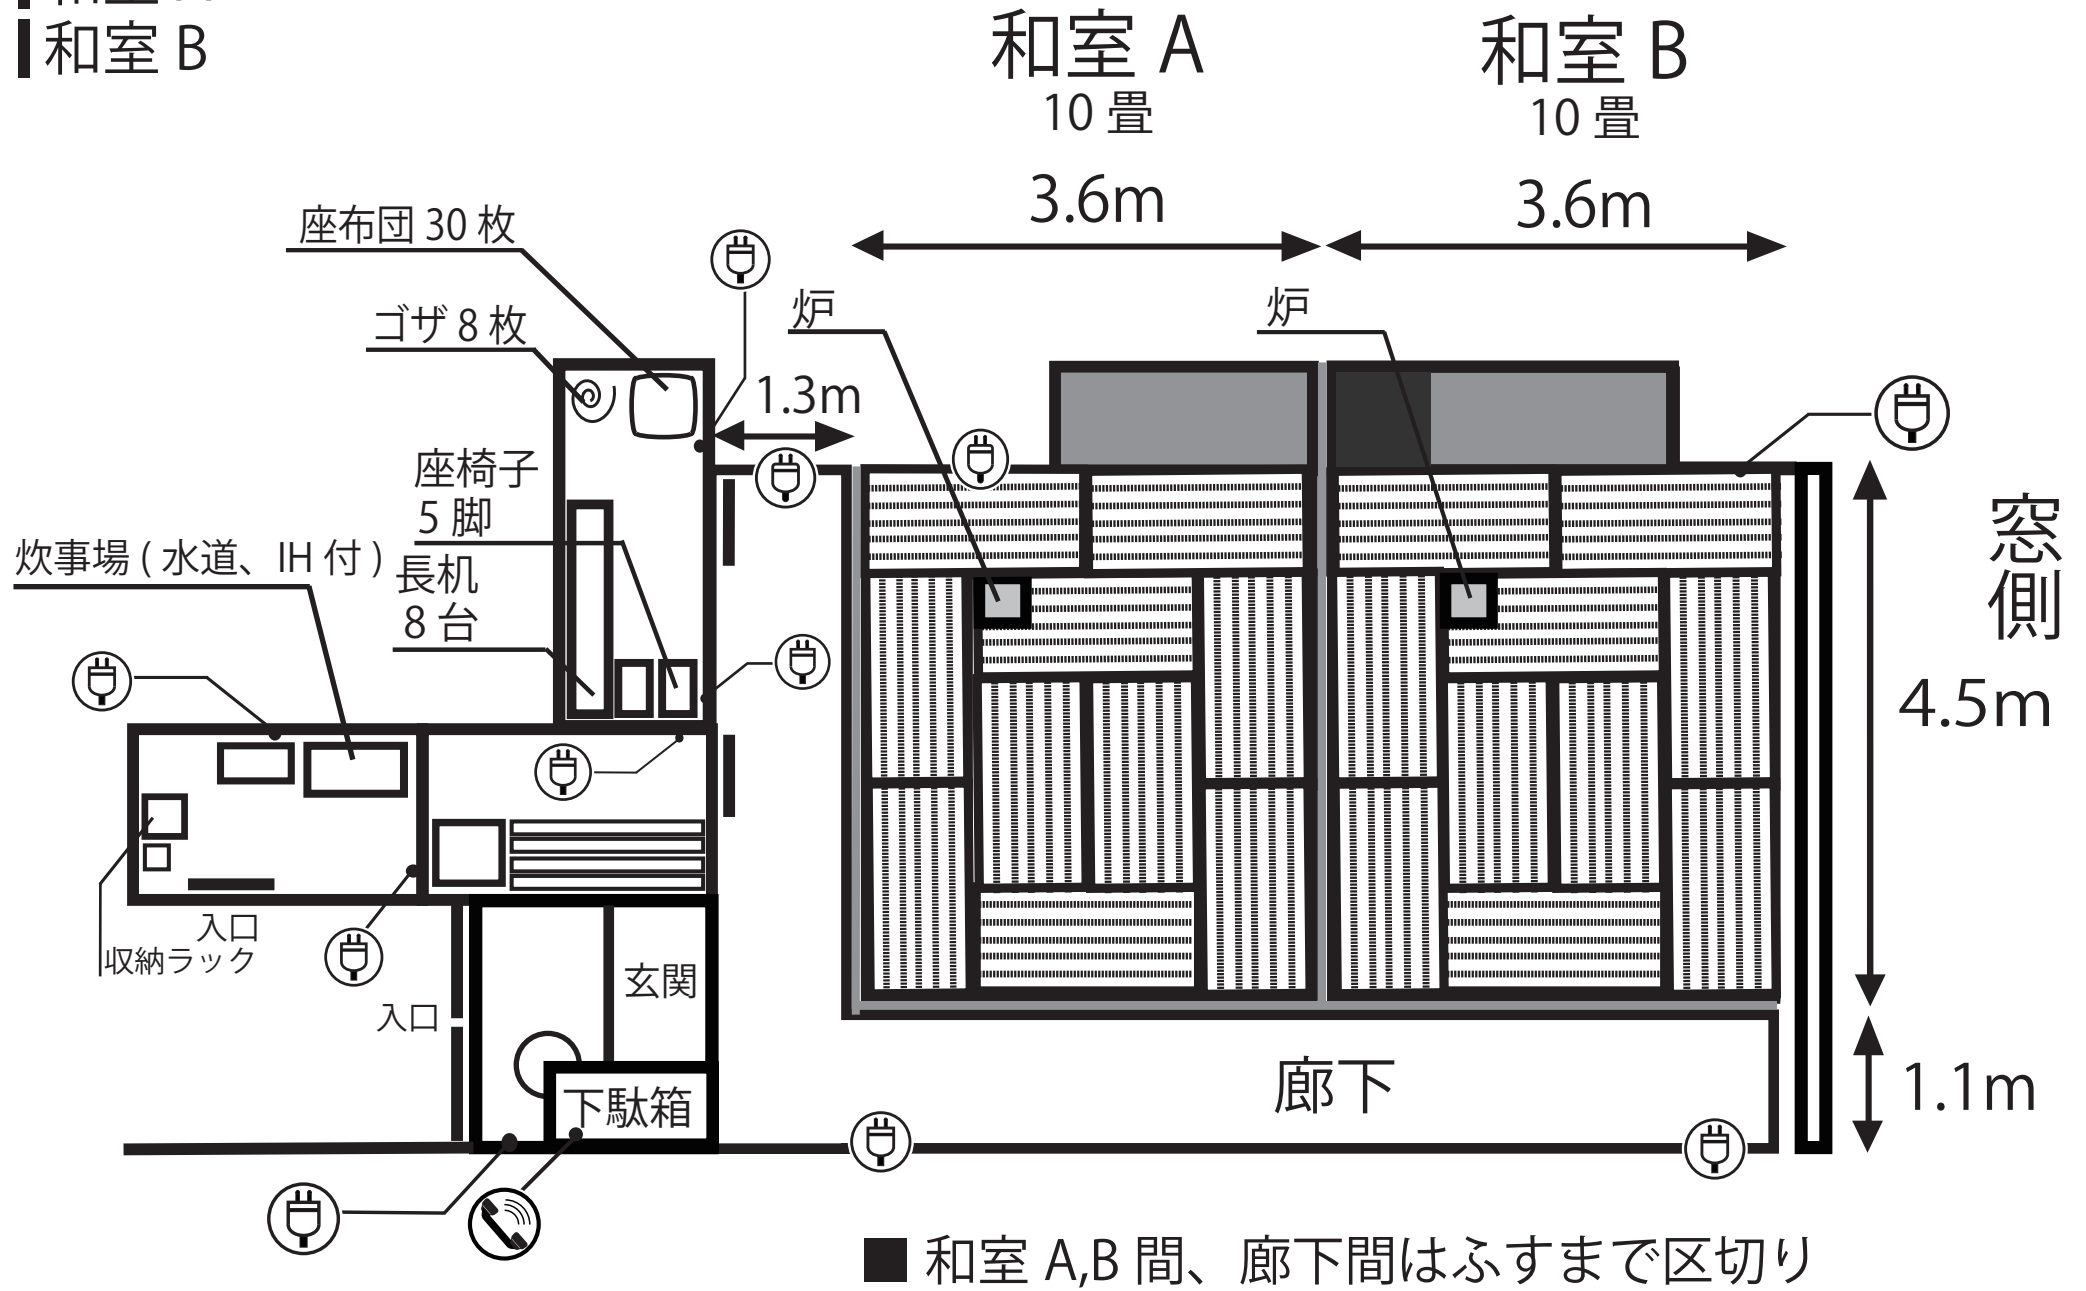 和室 B
和室 A
10 畳
3.6m
和室 B
10 畳
3.6m
座布団 30 枚
ゴザ 8 枚
炉
炉
1.3m
座椅子
5 脚
炊事場 ( 水道、IH 付 )
長机
8 台
窓側
4.5m
入口
収納ラック
入口
玄関
下駄箱
廊下
1.1m
■ 和室 A,B 間、廊下間はふすまで区切り